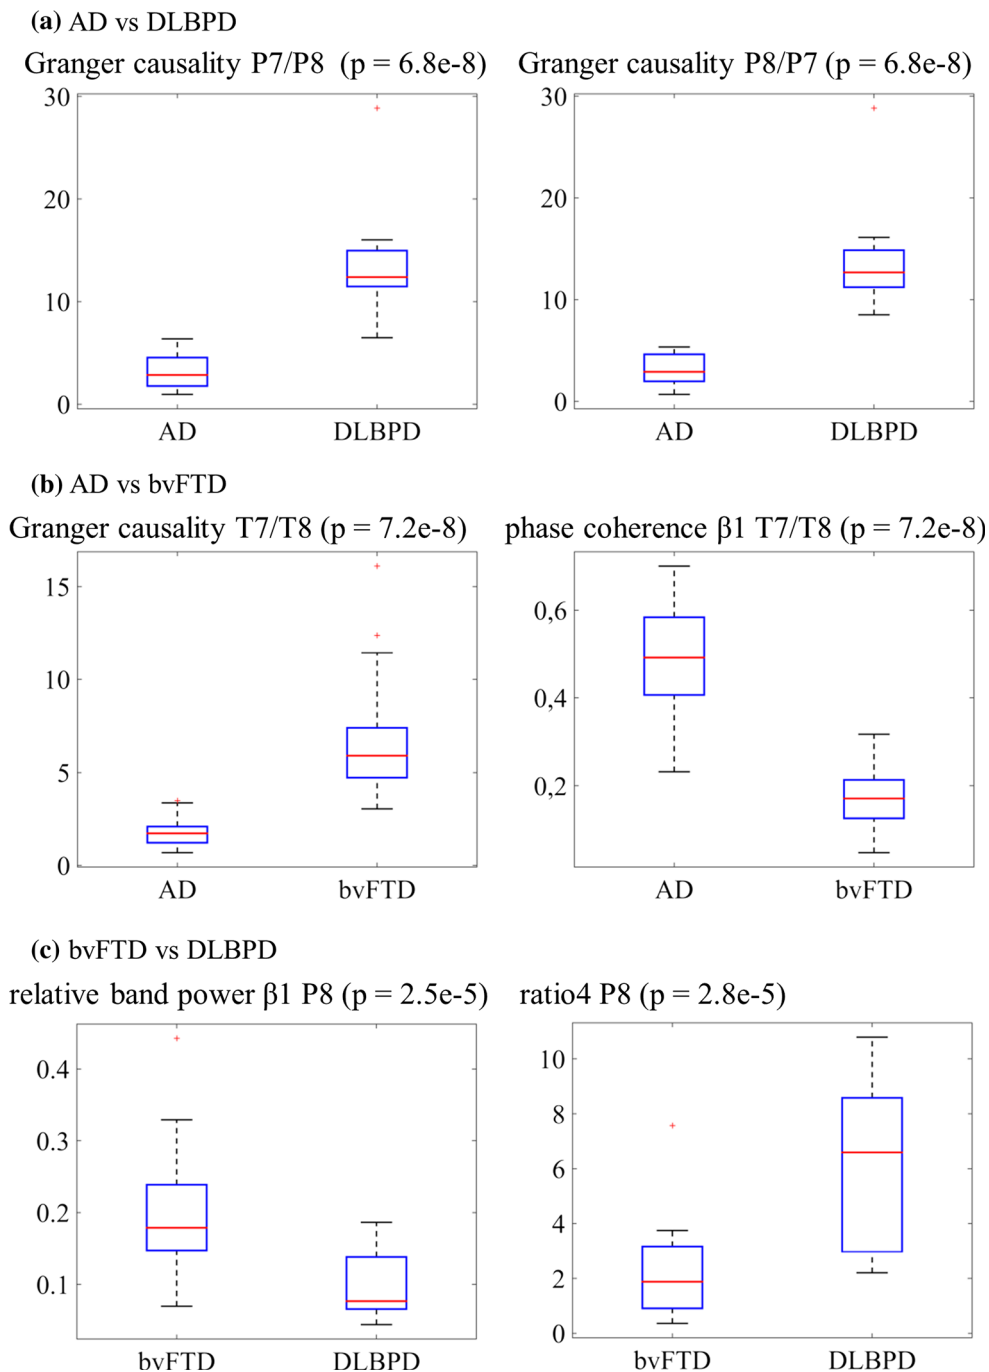 (a) AD vs DLBPD
Granger causality P7/P8 (p = 6.8e-8)
30
20
10
0
AD DLBPD
Granger causality P8/P7 (p = 6.8e-8)
30
20
10
0
AD DLBPD
(b) AD vs bvFTD
Granger causality T7/T8 (p = 7.2e-8)
15
10
5
0
AD bvFTD
phase coherence β1 T7/T8 (p = 7.2e-8)
0,6
0,4
0,2
AD bvFTD
(c) bvFTD vs DLBPD
relative band power β1 P8 (p = 2.5e-5)
0.4
0.3
0.2
0.1
bvFTD DLBPD
ratio4 P8 (p = 2.8e-5)
10
8
6
4
2
0
bvFTD DLBPD